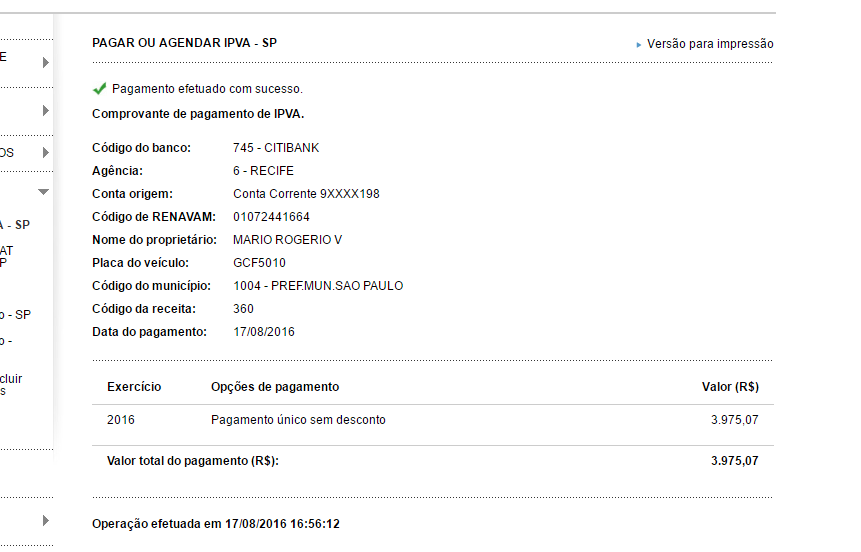 PAGAR OU AGENDAR IPVA - SP
Versão para impressão
Pagamento efetuado com sucesso.
Comprovante de pagamento de IPVA.
Código do banco: 745 - CITIBANK
Agência: 6 - RECIFE
Conta origem: Conta Corrente 9XXXX198
Código de RENAVAM: 01072441664
Nome do proprietário: MARIO ROGERIO V
Placa do veículo: GCF5010
Código do município: 1004 - PREF.MUN.SAO PAULO
Código da receita: 360
Data do pagamento: 17/08/2016
Exercício Opções de pagamento Valor (R$)
2016 Pagamento único sem desconto 3.975,07
Valor total do pagamento (R$): 3.975,07
Operação efetuada em 17/08/2016 16:56:12
E
OS
A - SP
AT
P
o - SP
o -
cluir
s